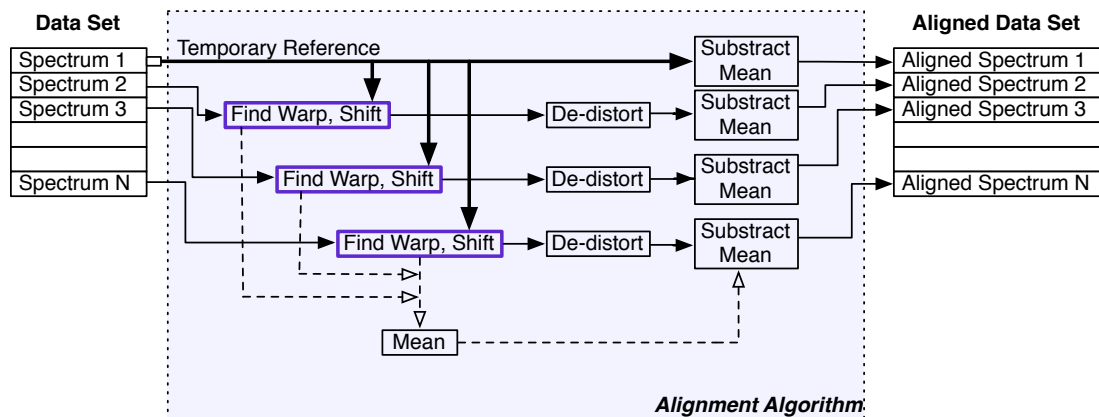 Data Set
Aligned Data Set
Spectrum 1
Spectrum 2
Spectrum 3
Spectrum N
Temporary Reference
Find Warp, Shift
De-distort
Find Warp, Shift
De-distort
Find Warp, Shift
De-distort
Mean
Substract
Mean
Substract
Mean
Substract
Mean
Substract
Mean
Aligned Spectrum 1
Aligned Spectrum 2
Aligned Spectrum 3
Aligned Spectrum N
Alignment Algorithm